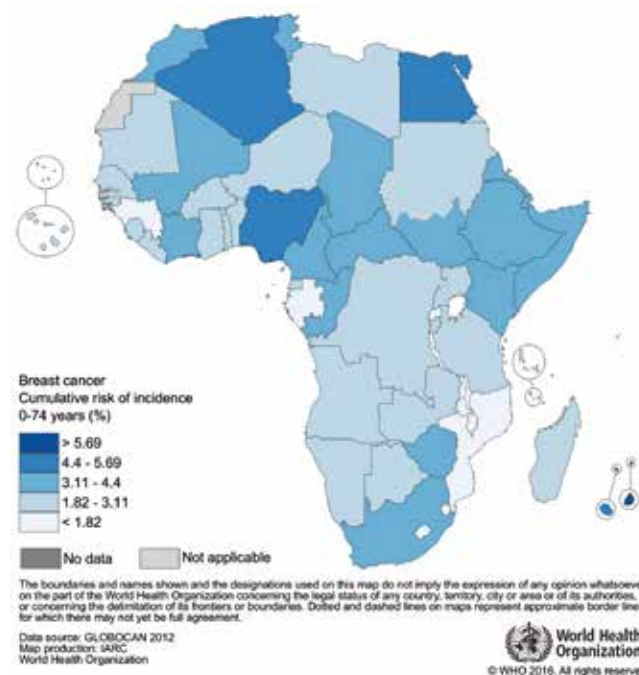 Breast cancer
Cumulative risk of incidence
0-74 years (%)
> 5.69
4.4 - 5.69
3.11 - 4.4
1.82 - 3.11
< 1.82
No data
Not applicable
The boundaries and names shown and the designations used on this map do not imply the expression of any opinion whatsoeve
on the part of the World Health Organization concerning the legal status of any country, territory, city or area or of its authorities,
or concerning the delimitation of its frontiers or boundaries. Dotted and dashed lines on maps represent approximate border line
for which there may not yet be full agreement.
Data source: GLOBOCAN 2012
Map production: IARC
World Health Organization
World Health
Organization
© WHO 2016. All rights reserve